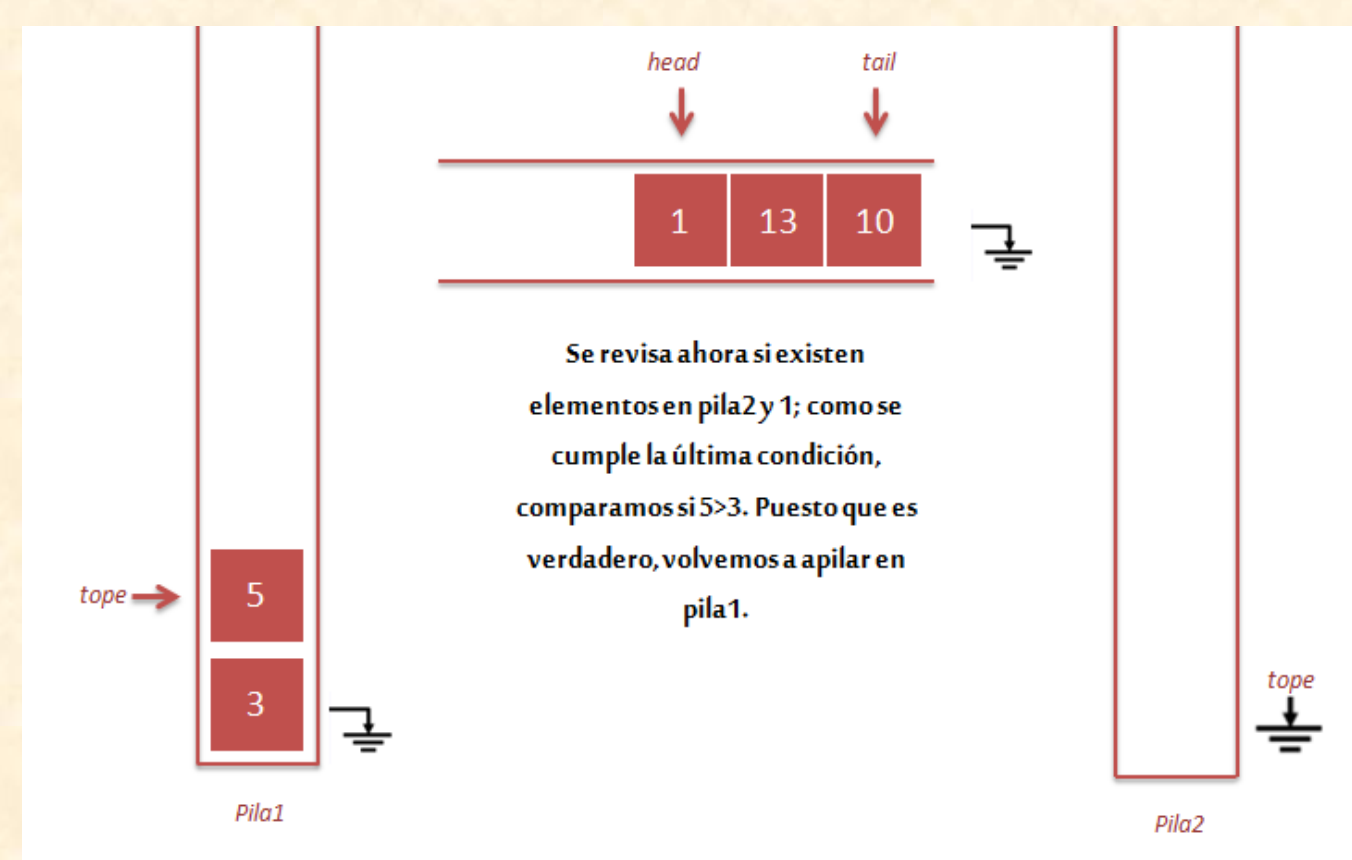 head
tail
1
13
10
Se revisa ahora si existen
elementos en pila2 y 1; como se
cumple la última condición,
comparamos si 5>3. Puesto que es
verdadero, volvemos a apilar en
pila1.
tope
5
3
Pila1
tope
Pila2